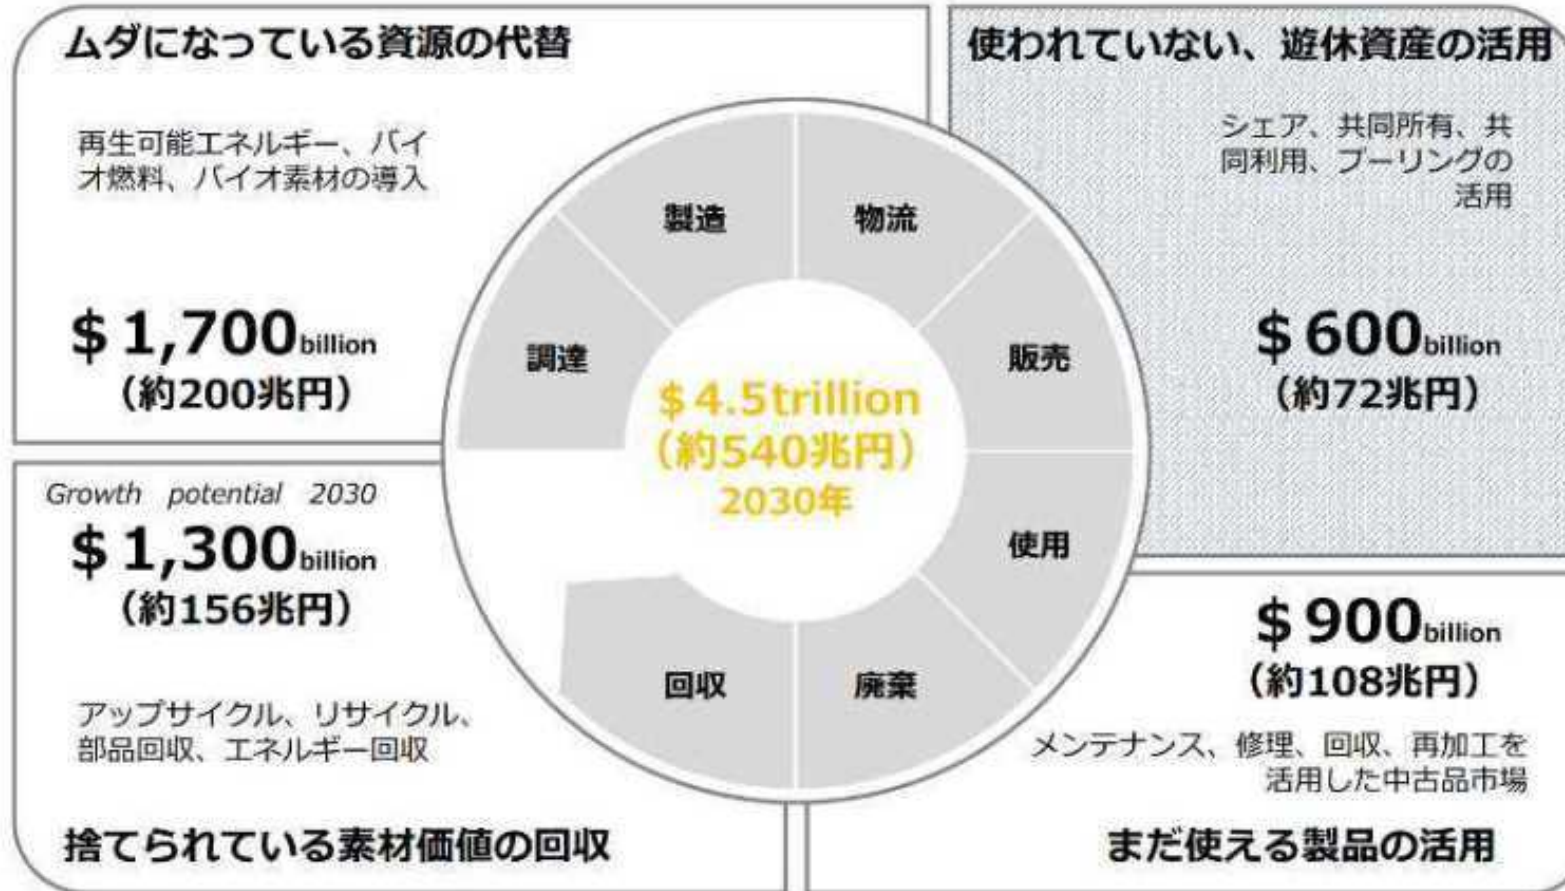 ムダになっている資源の代替
再生可能エネルギー、バイ
オ燃料、バイオ素材の導入
$ 1,700 billion
（約200兆円）
使われていない、遊休資産の活用
シェア、共同所有、共
同利用、プーリングの
活用
$ 600 billion
（約72兆円）
製造
物流
調達
販売
$ 4.5trillion
（約540兆円）
2030年
使用
回収
廃棄
Growth potential 2030
$ 1,300 billion
（約156兆円）
アップサイクル、リサイクル、
部品回収、エネルギー回収
捨てられている素材価値の回収
$ 900 billion
（約108兆円）
メンテナンス、修理、回収、再加工を
活用した中古品市場
まだ使える製品の活用